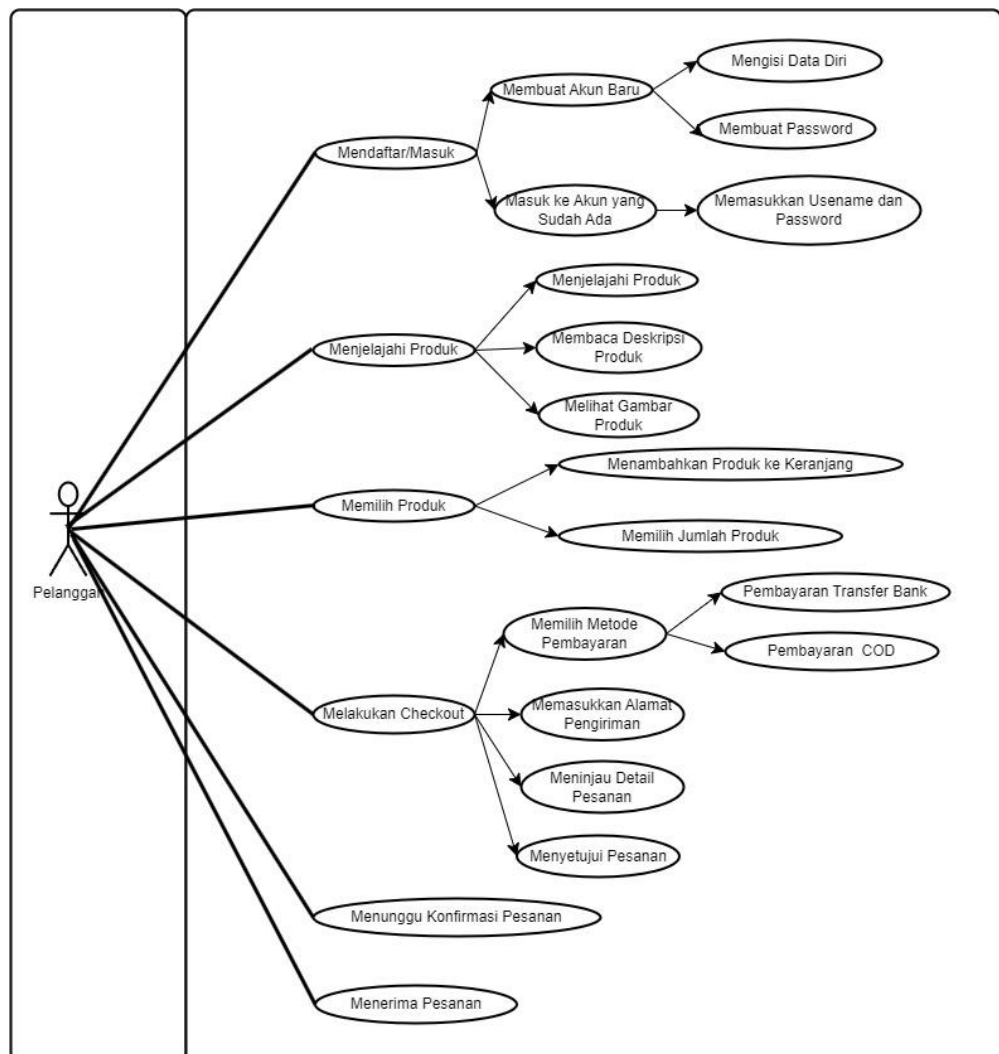 Mengisi Data Diri
Membuat Akun Baru
Membuat Password
Mendaftar/Masuk
Masuk ke Akun yang
Sudah Ada
Memasukkan Usename dan
Password
Menjelajahi Produk
Menjelajahi Produk
Membaca Deskripsi
Produk
Melihat Gambar
Produk
Menambahkan Produk ke Keranjang
Memilih Produk
Memilih Jumlah Produk
Pelanggan
Pembayaran Transfer Bank
Memilih Metode
Pembayaran
Pembayaran COD
Melakukan Checkout
Memasukkan Alamat
Pengiriman
Meninjau Detail
Pesanan
Menyetujui Pesanan
Menunggu Konfirmasi Pesanan
Menerima Pesanan